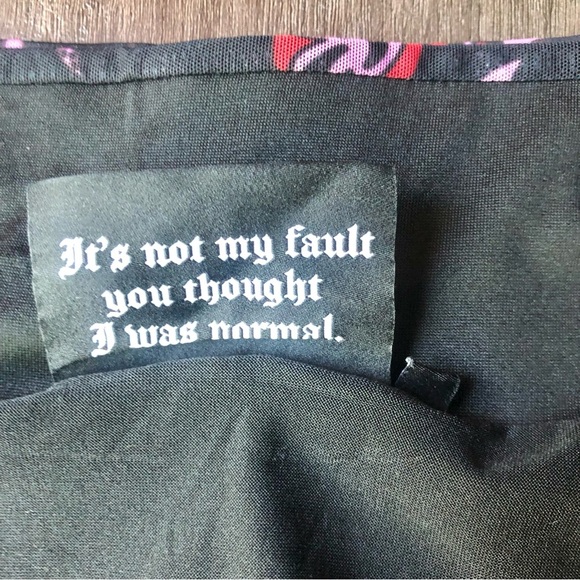 It's not my fault
you thought
I was normal.